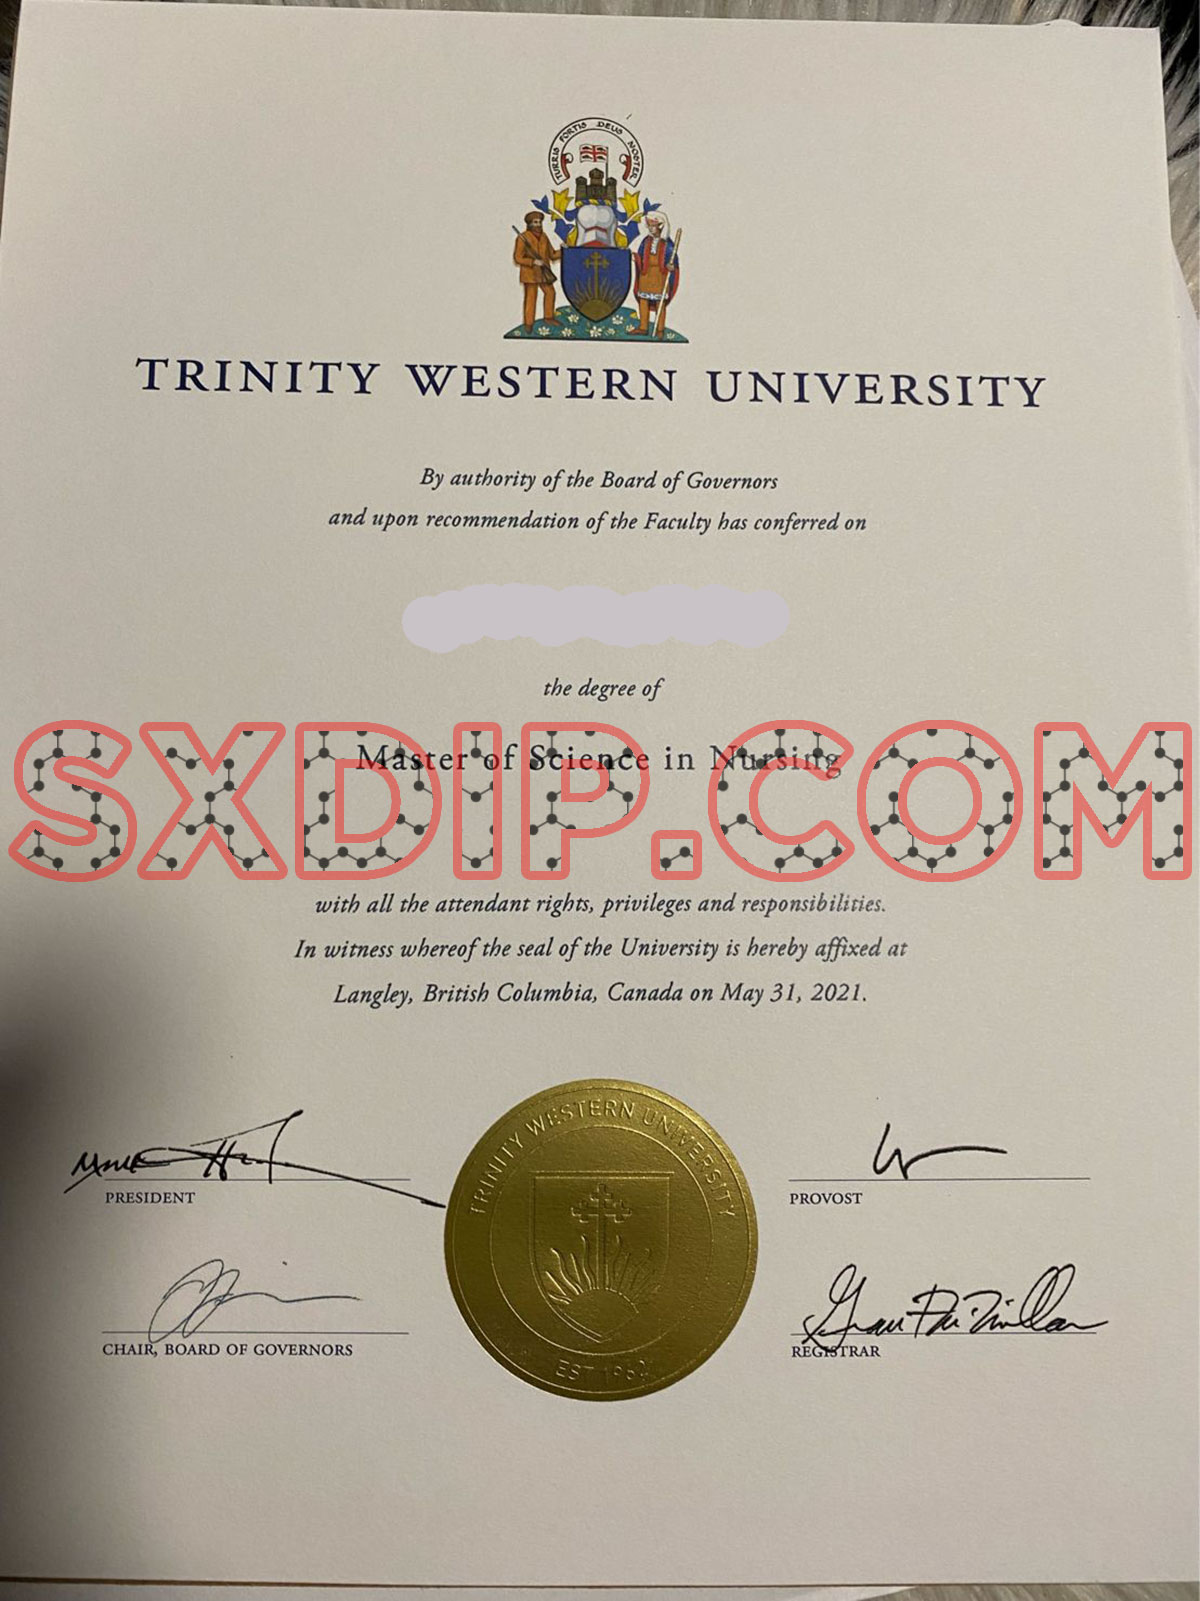 TURRIS FORTIS DEUS NOSTER
TRINITY WESTERN UNIVERSITY
By authority of the Board of Governors
and upon recommendation of the Faculty has conferred on
the degree of
Master of Science in Nursing
SXDIP.COM
with all the attendant rights, privileges and responsibilities.
In witness whereof the seal of the University is hereby affixed at
Langley, British Columbia, Canada on May 31, 2021.
TRINITY WESTERN UNIVERSITY
EST 1962
PRESIDENT
PROVOST
CHAIR, BOARD OF GOVERNORS
REGISTRAR